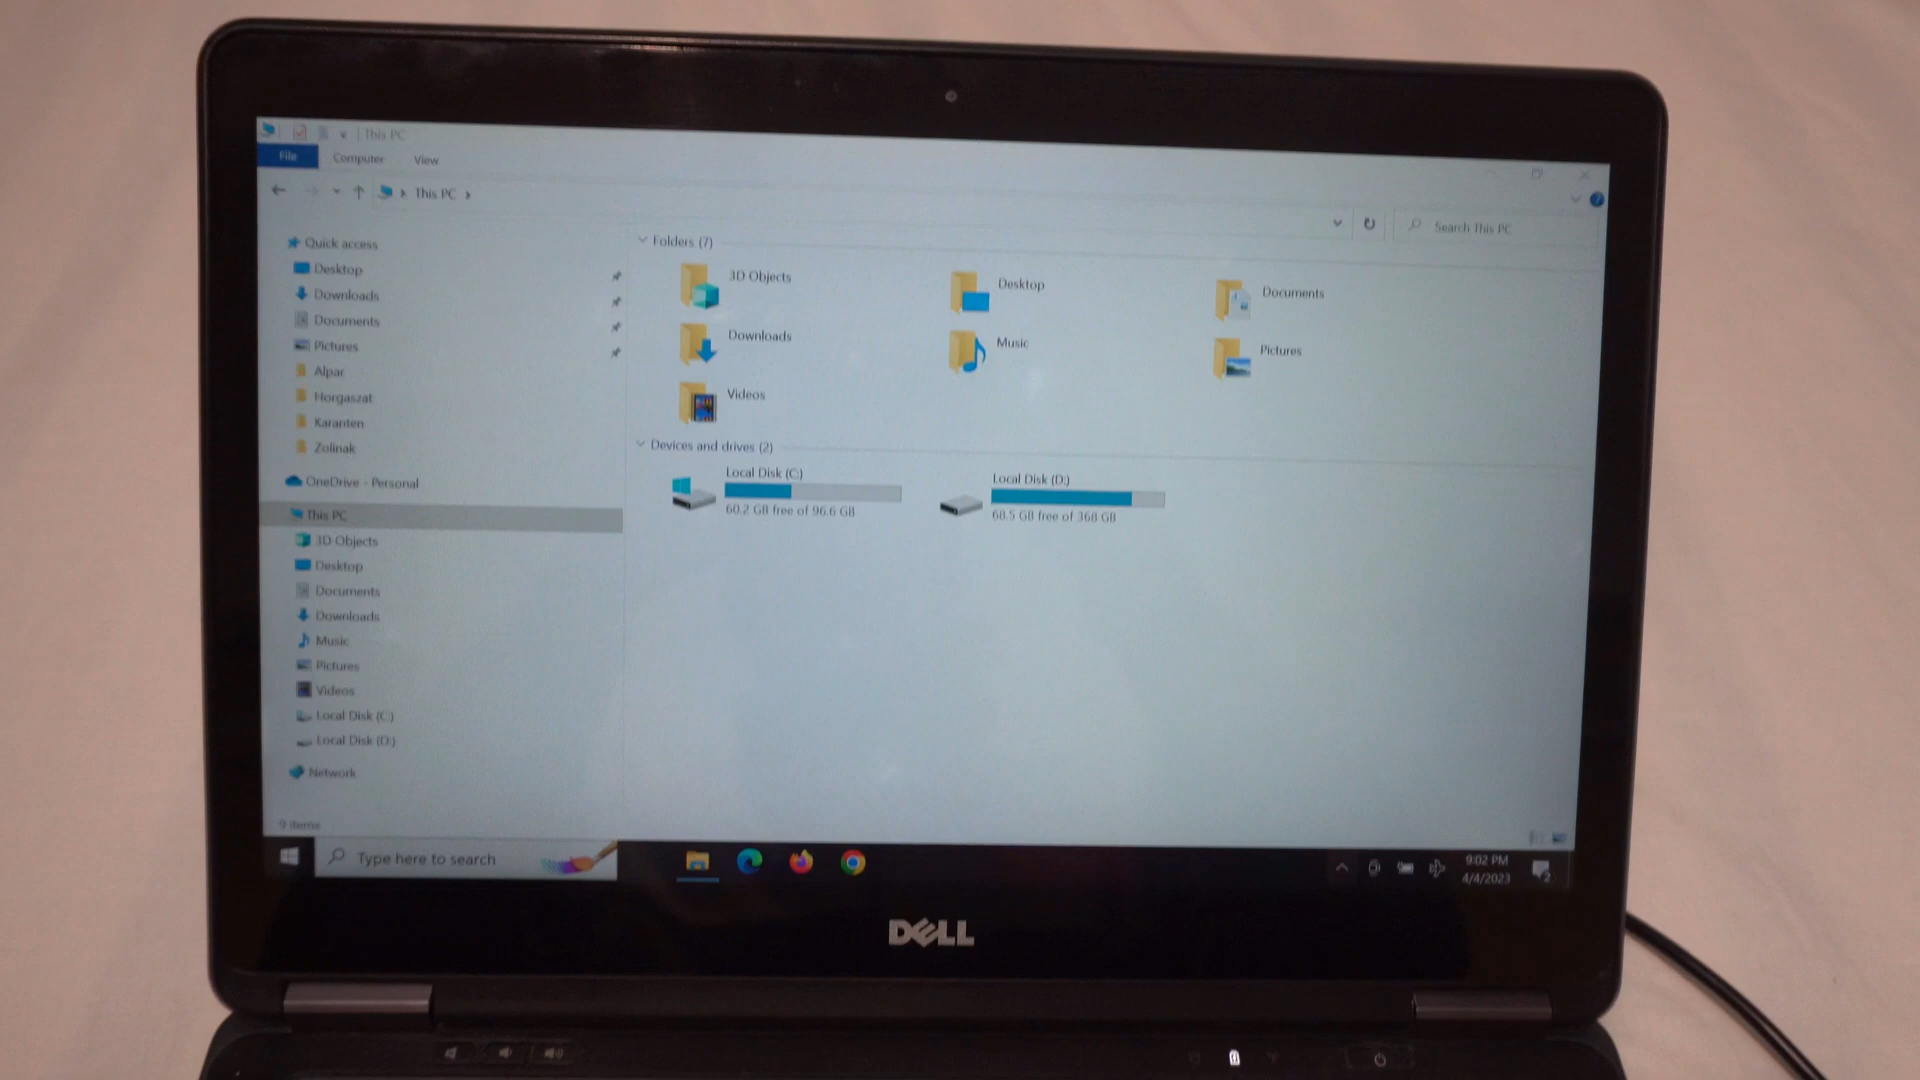 This PC
File Computer View
This PC
Search This PC
Quick access
Desktop
Downloads
Documents
Pictures
Alpar
Horgaszat
Karanten
Zolinak
OneDrive - Personal
This PC
3D Objects
Desktop
Documents
Downloads
Music
Pictures
Videos
Local Disk (C:)
Local Disk (D:)
Network
9 items
Folders (7)
3D Objects
Desktop
Documents
Downloads
Music
Pictures
Videos
Devices and drives (2)
Local Disk (C:)
60.2 GB free of 96.6 GB
Local Disk (D:)
68.5 GB free of 368 GB
Type here to search
9:02 PM
4/4/2023
2
DELL